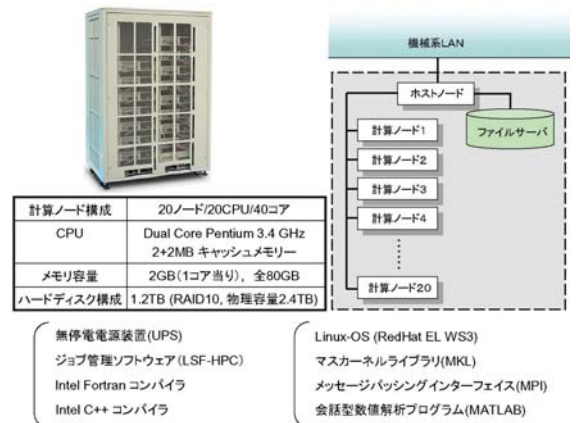 機械系LAN
ホストノード
ファイルサーバ
計算ノード1
計算ノード2
計算ノード3
計算ノード4
計算ノード20
計算ノード構成 20ノード/20CPU/40コア
CPU Dual Core Pentium 3.4 GHz
2+2MB キャッシュメモリー
メモリ容量 2GB(1コア当り), 全80GB
ハードディスク構成 1.2TB (RAID10, 物理容量2.4TB)
無停電電源装置(UPS)
ジョブ管理ソフトウェア(LSF-HPC)
Intel Fortran コンパイラ
Intel C++ コンパイラ
Linux-OS (RedHat EL WS3)
マスカーネルライブラリ(MKL)
メッセージパッシングインターフェイス(MPI)
会話型数値解析プログラム(MATLAB)